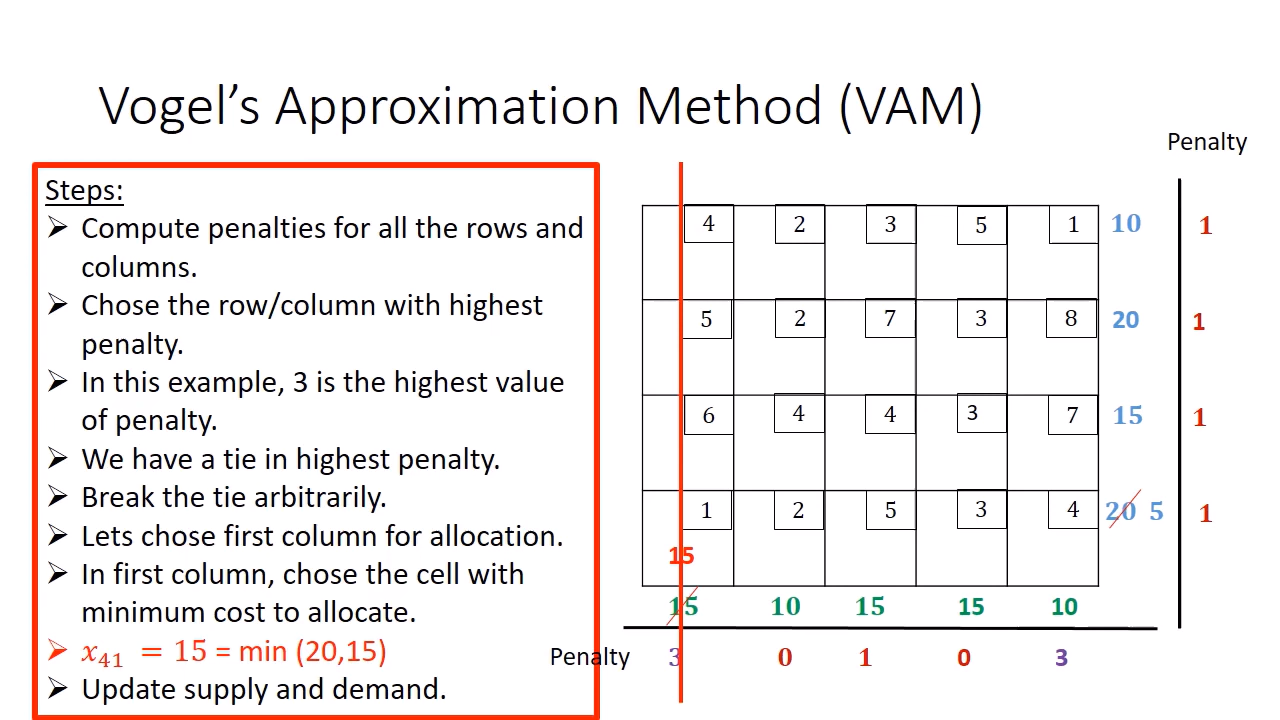 Vogel's Approximation Method (VAM)
Penalty
Steps:
➢ Compute penalties for all the rows and
columns.
➢ Chose the row/column with highest
penalty.
➢ In this example, 3 is the highest value
of penalty.
➢ We have a tie in highest penalty.
➢ Break the tie arbitrarily.
➢ Lets chose first column for allocation.
➢ In first column, chose the cell with
minimum cost to allocate.
➢ x₄₁ = 15 = min (20,15)
➢ Update supply and demand.
4 2 3 5 1 10 1
5 2 7 3 8 20 1
6 4 4 3 7 15 1
1 2 5 3 4 20 5 1
15
15 10 15 15 10
Penalty 3 0 1 0 3